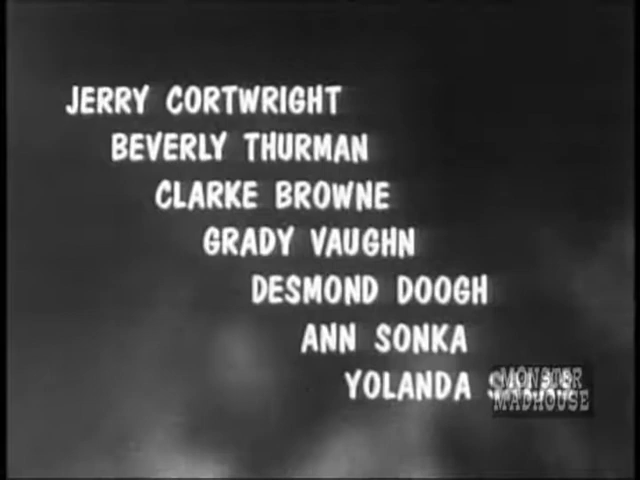 JERRY CORTWRIGHT
BEVERLY THURMAN
CLARKE BROWNE
GRADY VAUGHN
DESMOND DOOGH
ANN SONKA
YOLANDA
MONSTER
MADHOUSE